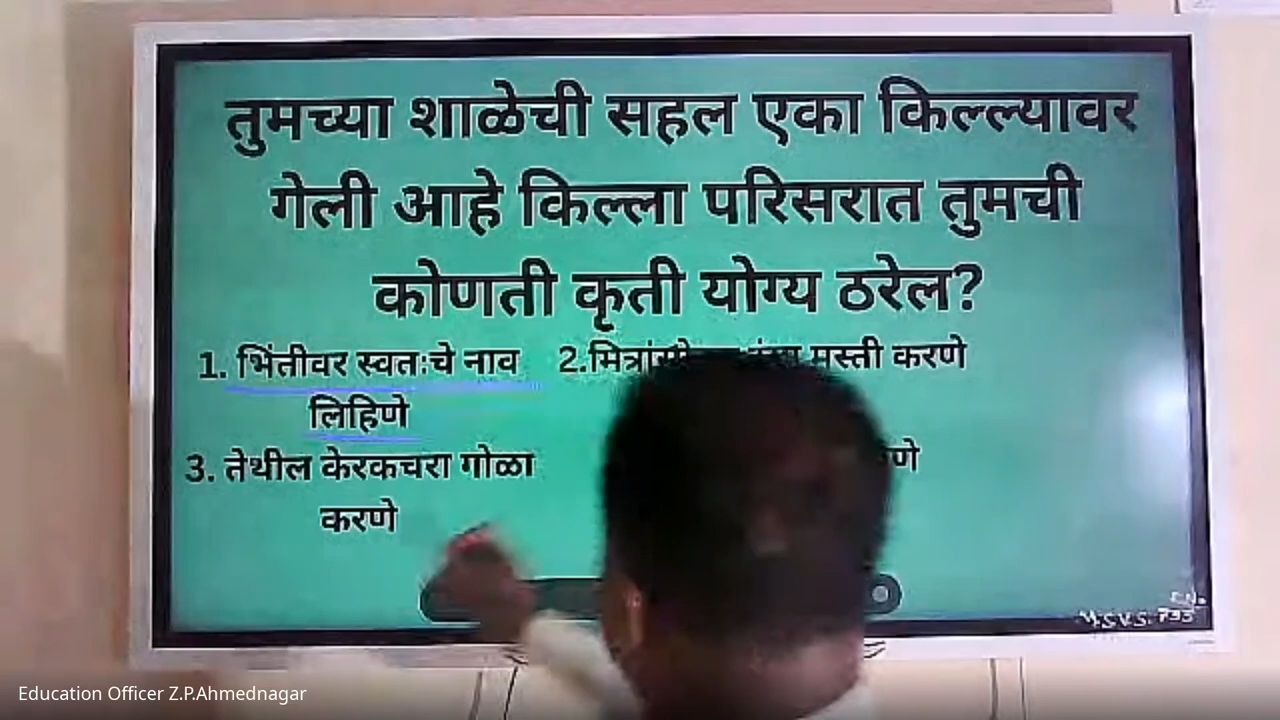 तुमच्या शाळेची सहल एका किल्ल्यावर
गेली आहे किल्ला परिसरात तुमची
कोणती कृती योग्य ठरेल?
1. भिंतीवर स्वतःचे नाव
लिहिणे
2. मस्ती करणे
3. तेथील केरकचरा गोळा
करणे
M.S.V.S.
Education Officer Z.P.Ahmednagar